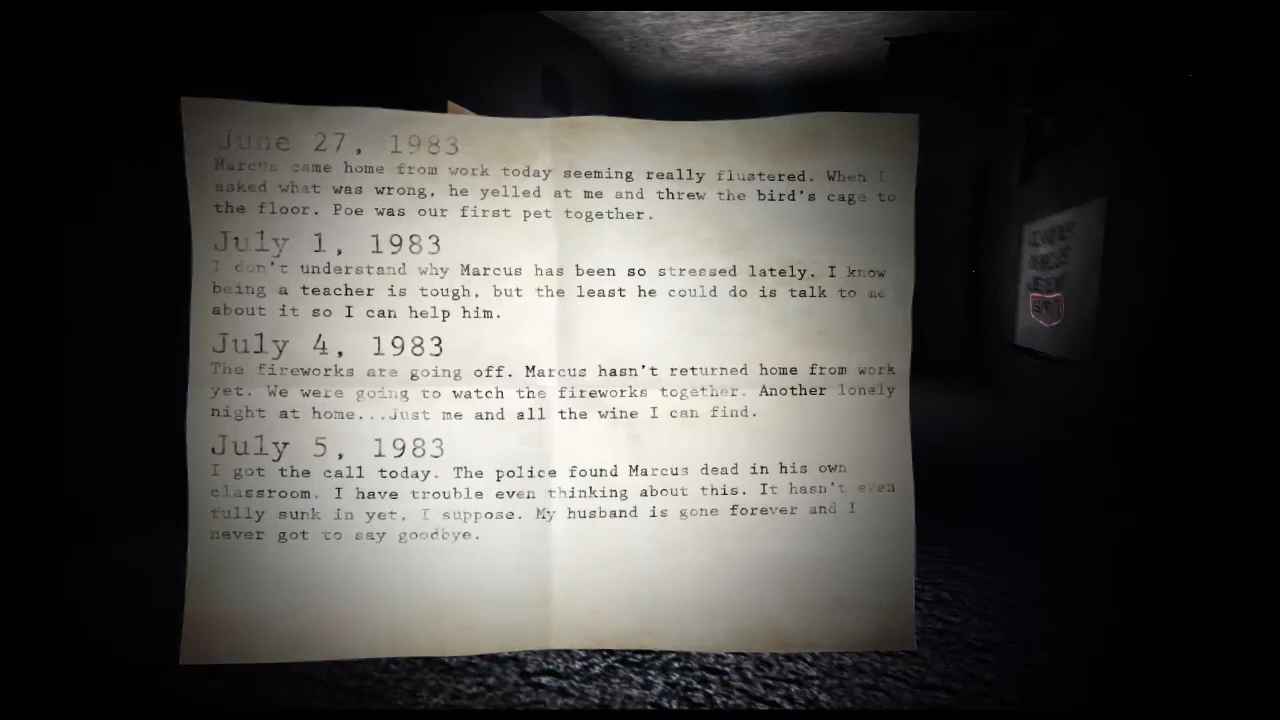 June 27, 1983
Marcus came home from work today seeming really flustered. When I
asked what was wrong, he yelled at me and threw the bird's cage to
the floor. Poe was our first pet together.
July 1, 1983
I don't understand why Marcus has been so stressed lately. I know
being a teacher is tough, but the least he could do is talk to me
about it so I can help him.
July 4, 1983
The fireworks are going off. Marcus hasn't returned home from work
yet. We were going to watch the fireworks together. Another lonely
night at home...Just me and all the wine I can find.
July 5, 1983
I got the call today. The police found Marcus dead in his own
classroom. I have trouble even thinking about this. It hasn't even
fully sunk in yet, I suppose. My husband is gone forever and I
never got to say goodbye.